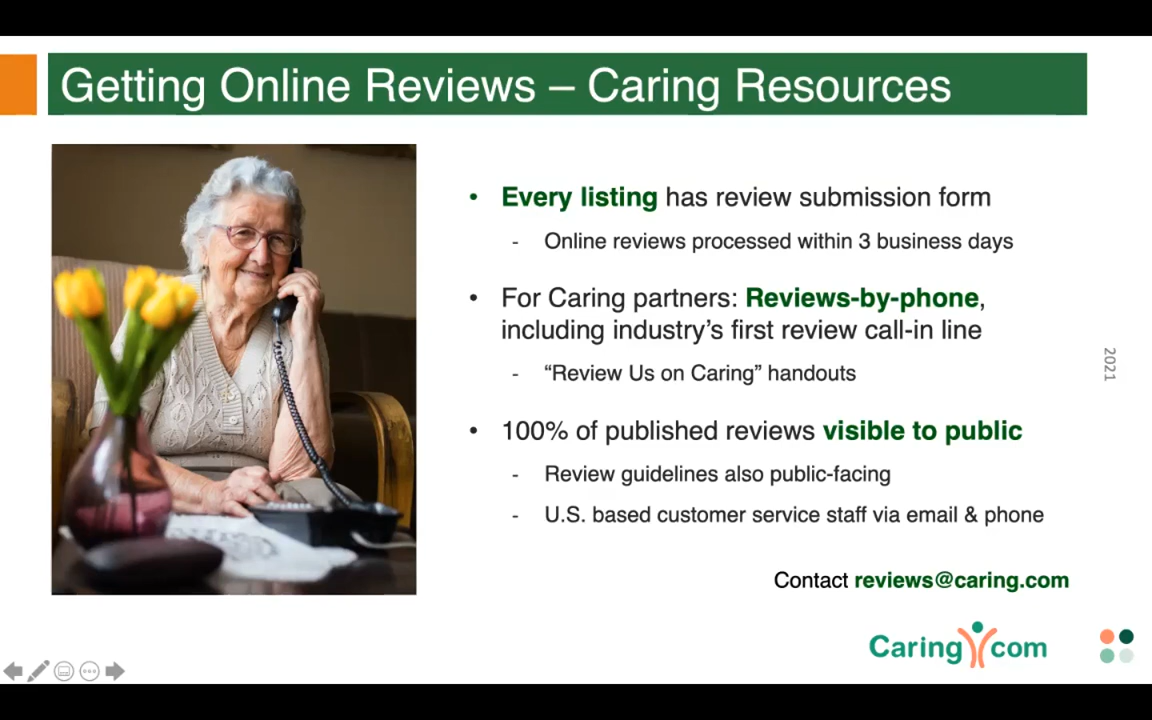 Getting Online Reviews – Caring Resources
• Every listing has review submission form
- Online reviews processed within 3 business days
• For Caring partners: Reviews-by-phone,
including industry’s first review call-in line
- “Review Us on Caring” handouts
• 100% of published reviews visible to public
- Review guidelines also public-facing
- U.S. based customer service staff via email & phone
2021
Contact reviews@caring.com
Caring com